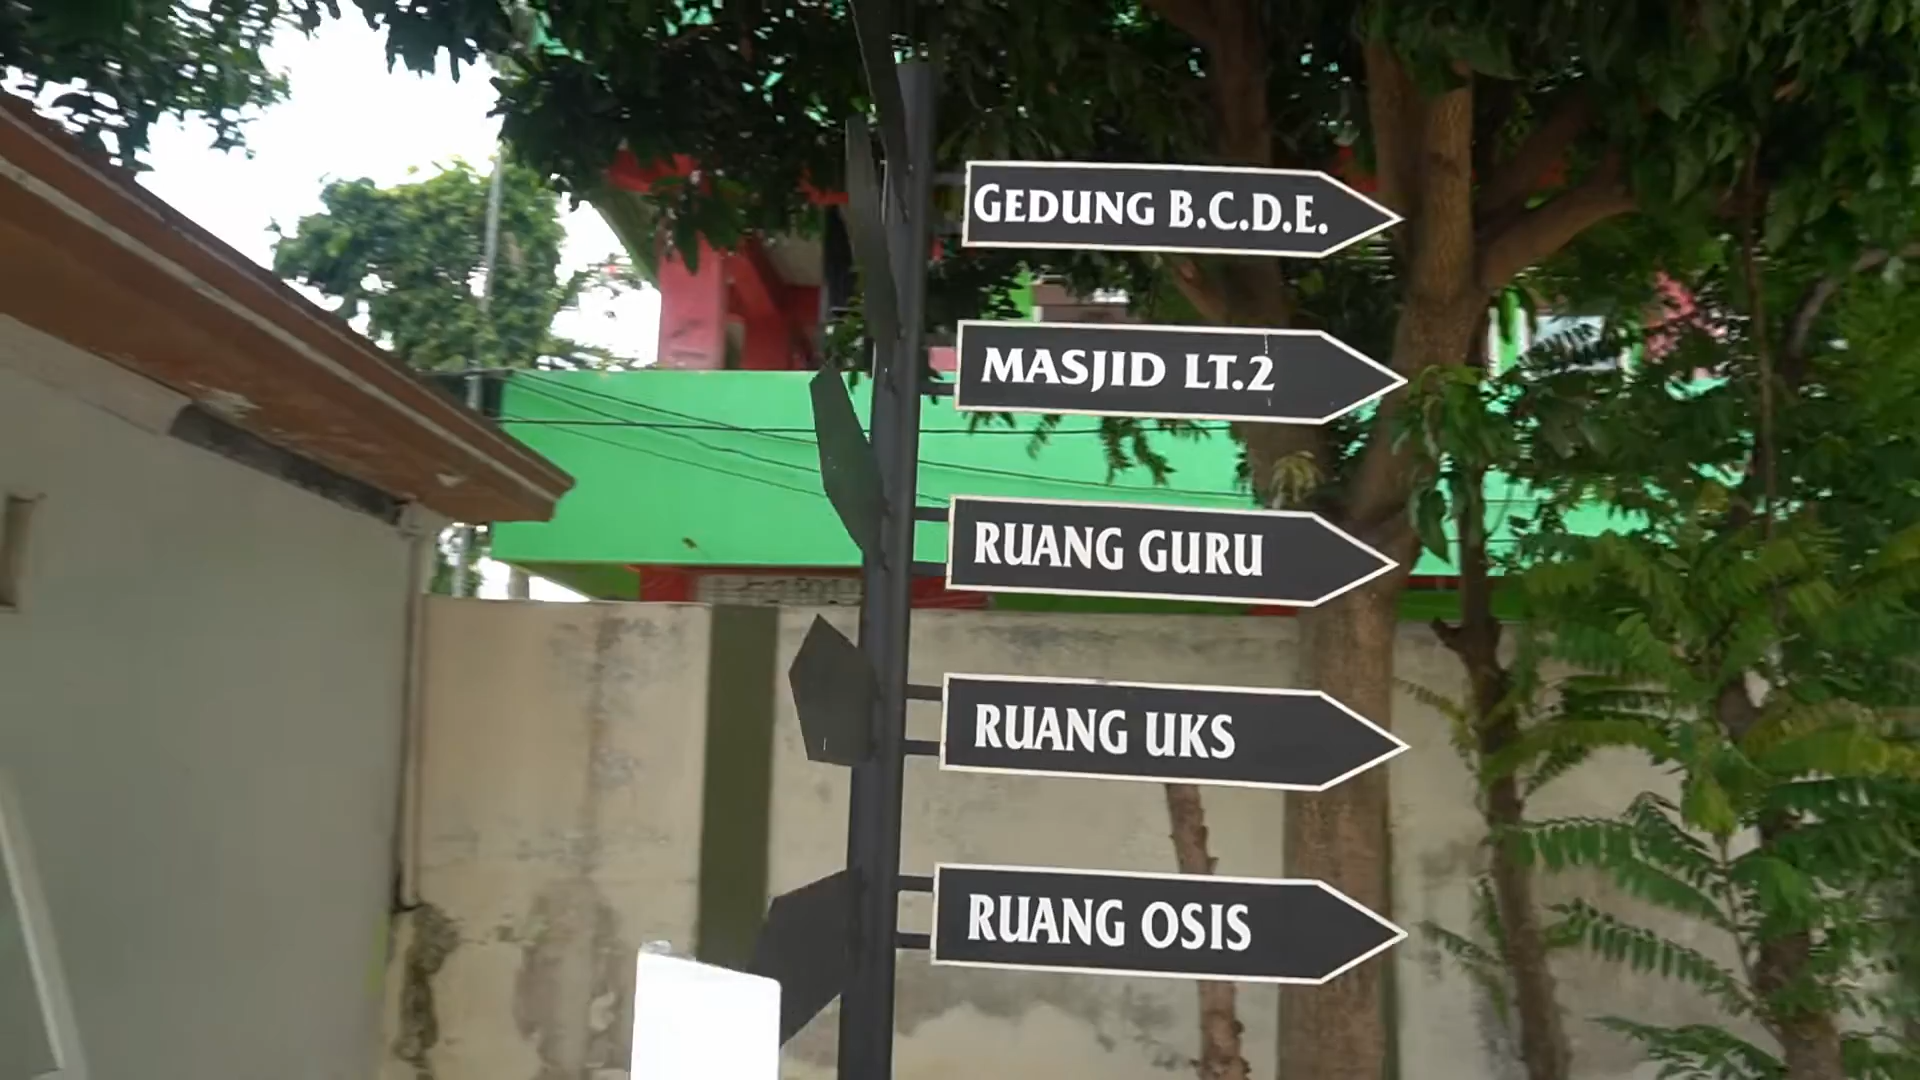 GEDUNG B.C.D.E.
MASJID LT.2
RUANG GURU
RUANG UKS
RUANG OSIS